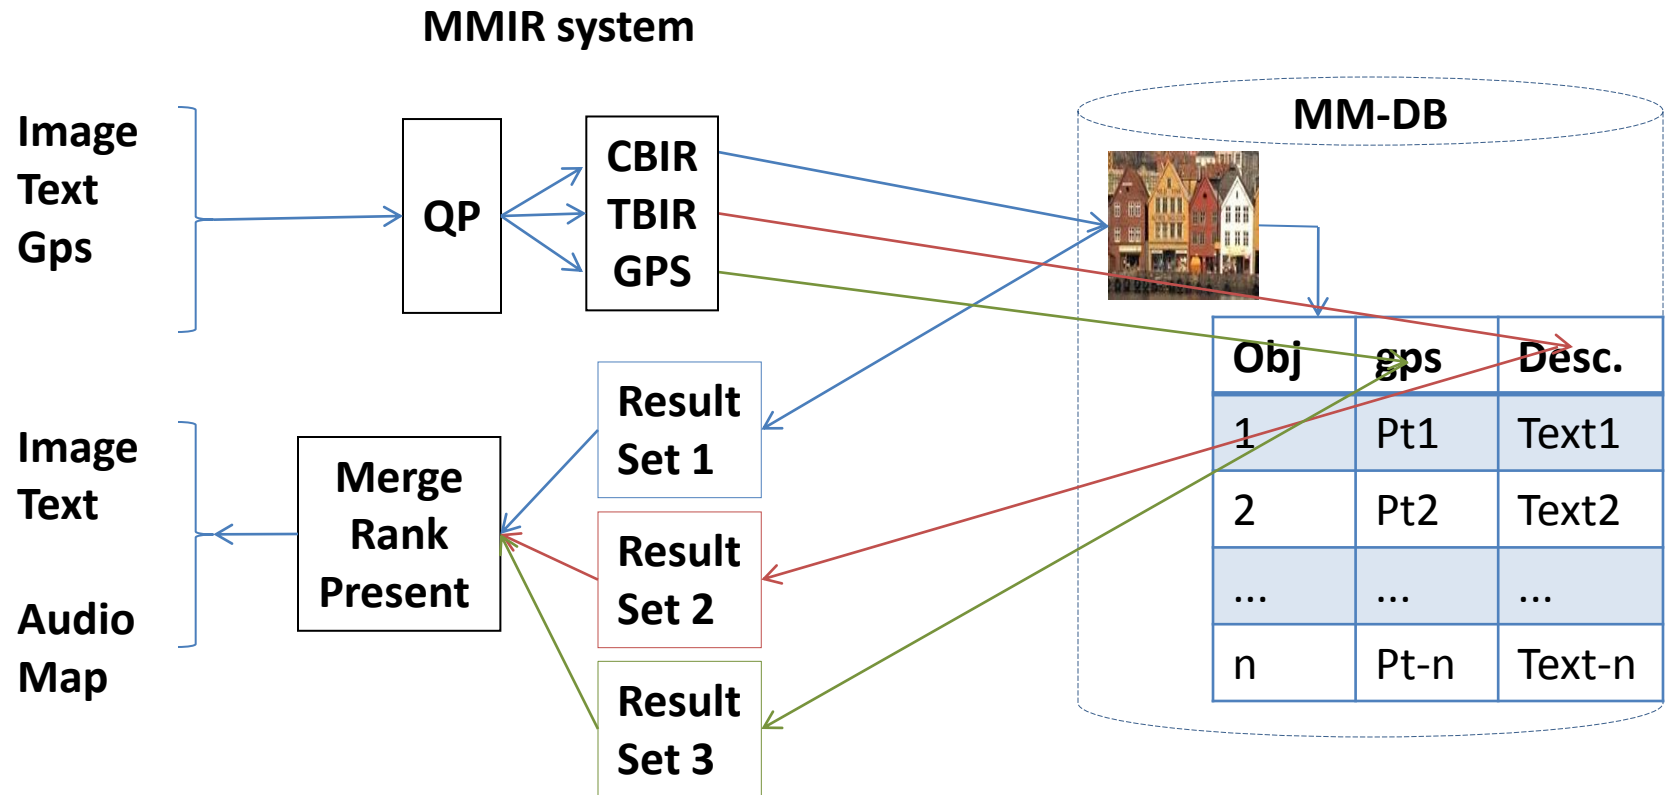 MMIR system
Image
Text
Gps
QP
CBIR
TBIR
GPS
MM-DB
Obj gps Desc.
1 Pt1 Text1
2 Pt2 Text2
... ... ...
n Pt-n Text-n
Result
Set 1
Result
Set 2
Result
Set 3
Merge
Rank
Present
Image
Text
Audio
Map